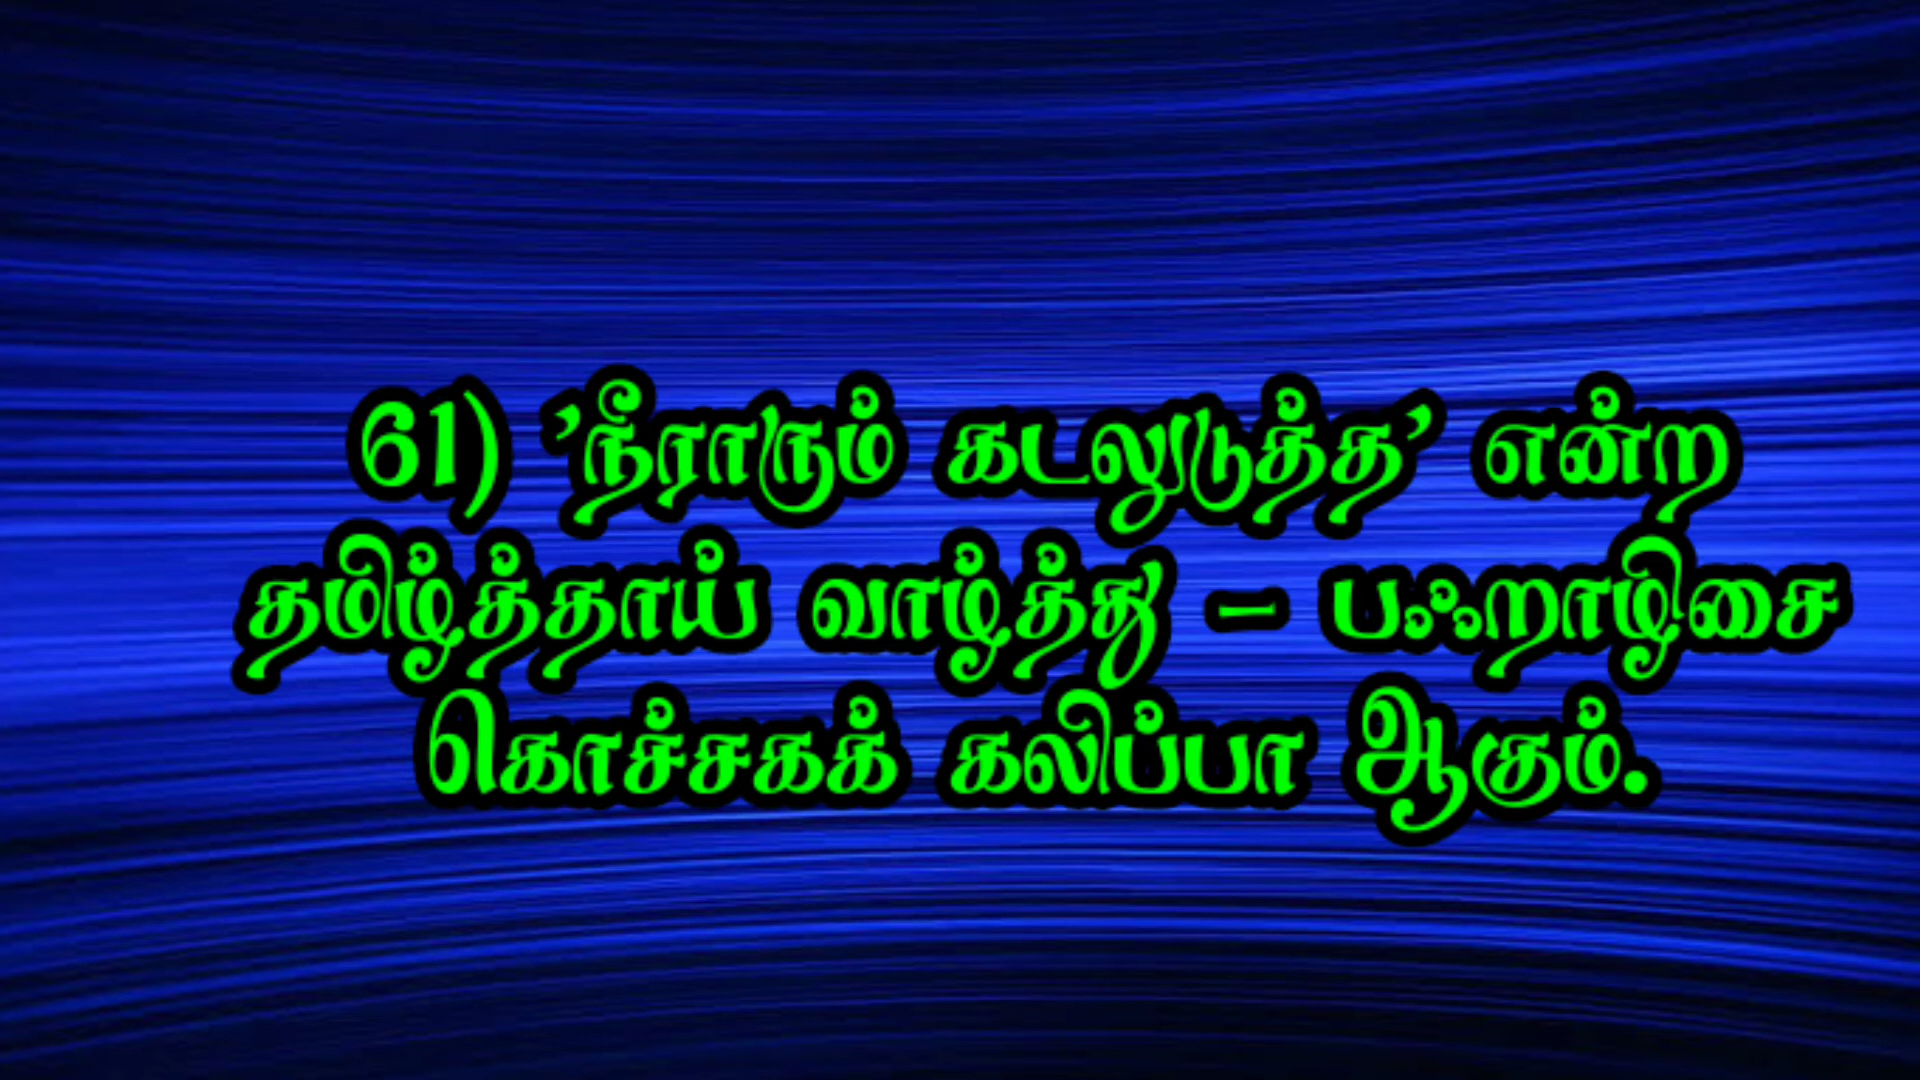 61) 'நீராரும் கடலுடுத்த' என்ற
தமிழ்த்தாய் வாழ்த்து – பஃறாழிசை
கொச்சகக் கலிப்பா ஆகும்.